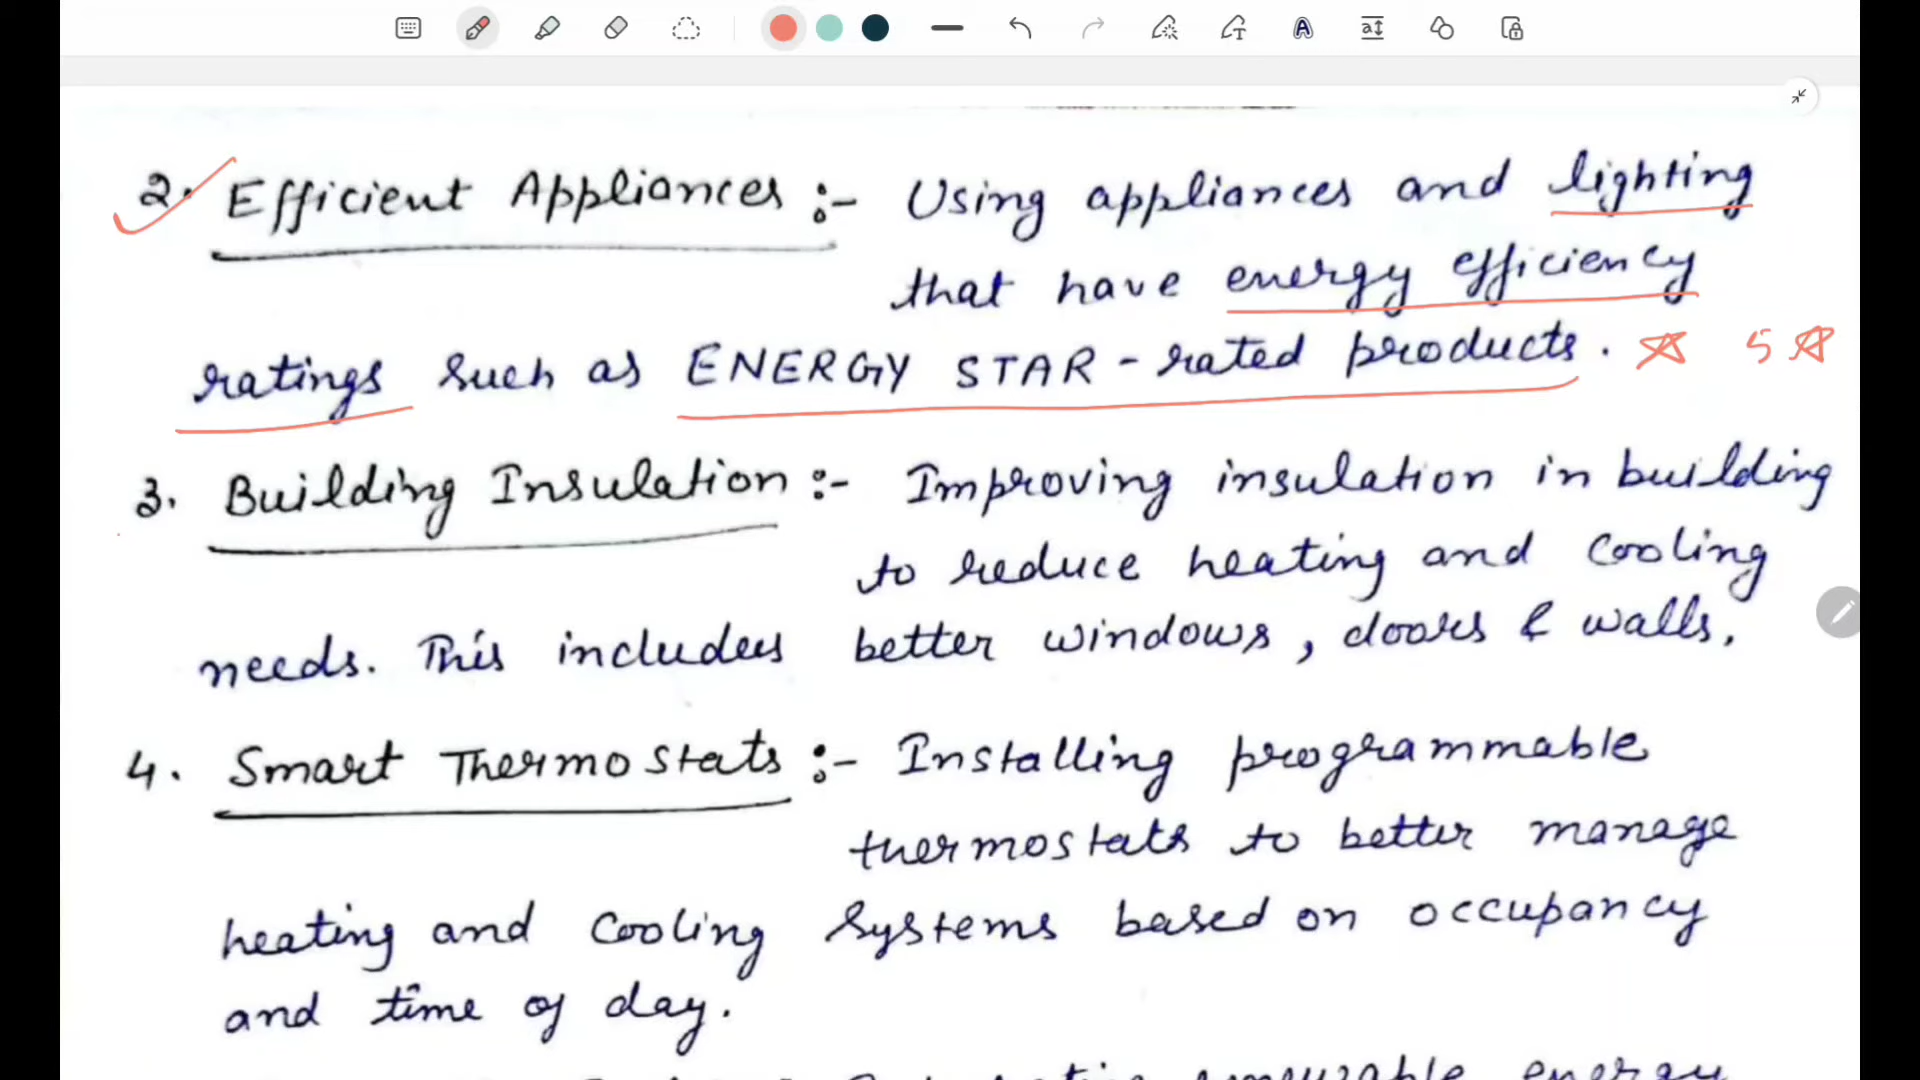 2. Efficient Appliances :- Using appliances and lighting
that have energy efficiency
ratings such as ENERGY STAR - rated products. ☆ 5☆
3. Building Insulation :- Improving insulation in building
to reduce heating and cooling
needs. This includes better windows, doors & walls.
4. Smart Thermostats :- Installing programmable
thermostats to better manage
heating and cooling systems based on occupancy
and time of day.
renewable energy